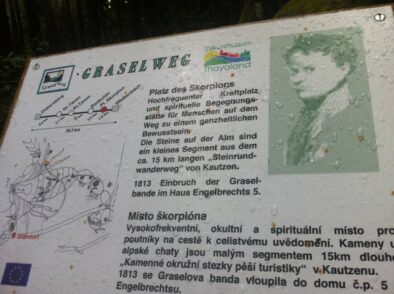 GRASELWEG
Zukunftsraum
Thayaland
Graselweg
Platz des Skorpions
Hochfrequenter Kraftplatz
und spirituelle Begegnungs-
stätte für Menschen auf dem
Weg zu einem ganzheitlichen
Bewusstsein.
Die Steine auf der Alm sind
ein kleines Segment aus dem
ca. 15 km langen „Steinrund-
wanderweg" von Kautzen.
1813 Einbruch der Grasel-
bande im Haus Engelbrechts 5.
Standort
Místo škorpióna
Vysokofrekventní, okultní a spirituální místo pro
poutníky na cestě k celistvému uvědomění. Kameny u
alpské chaty jsou malým segmentem 15km dlouhé
„Kamenné okružní stezky pěší turistiky" v Kautzenu.
1813 se Graselova banda vloupila do domu č.p. 5
Engelbrechtsu.